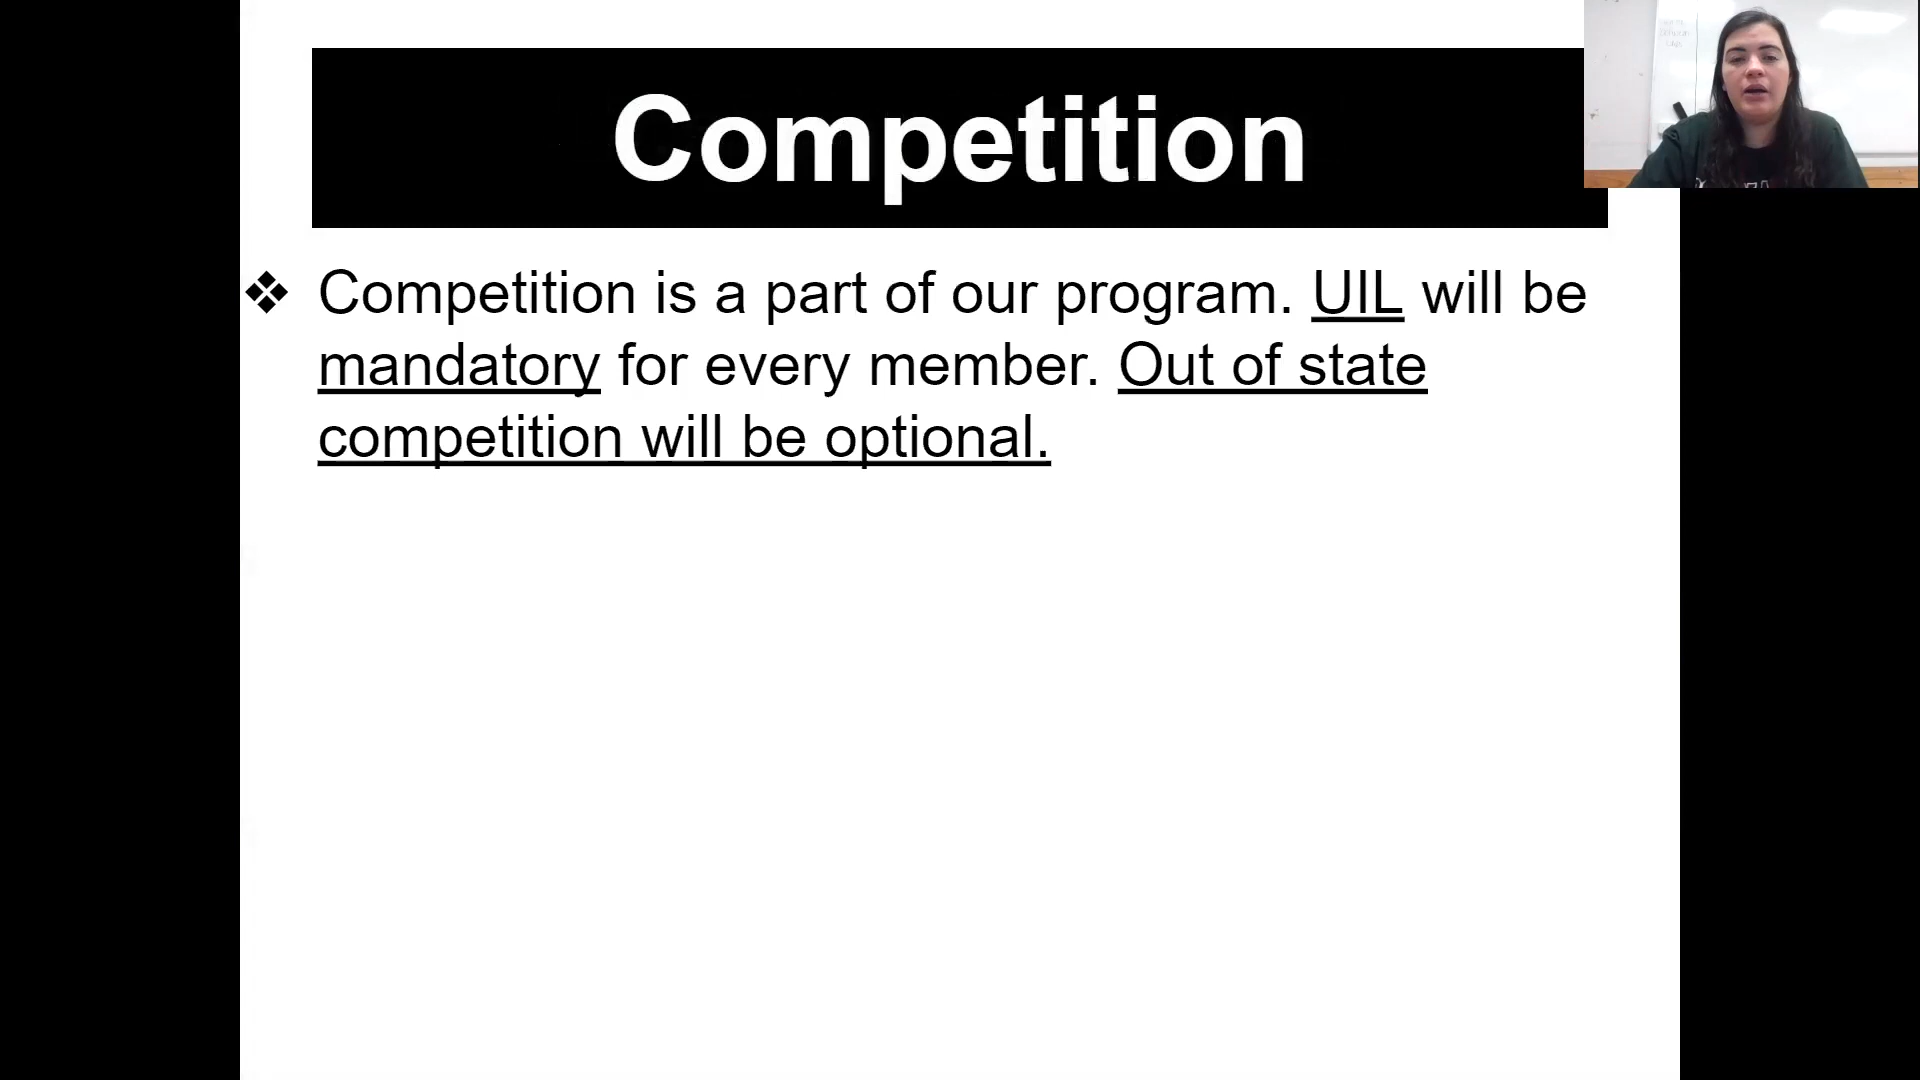 Competition
❖ Competition is a part of our program. UIL will be
mandatory for every member. Out of state
competition will be optional.